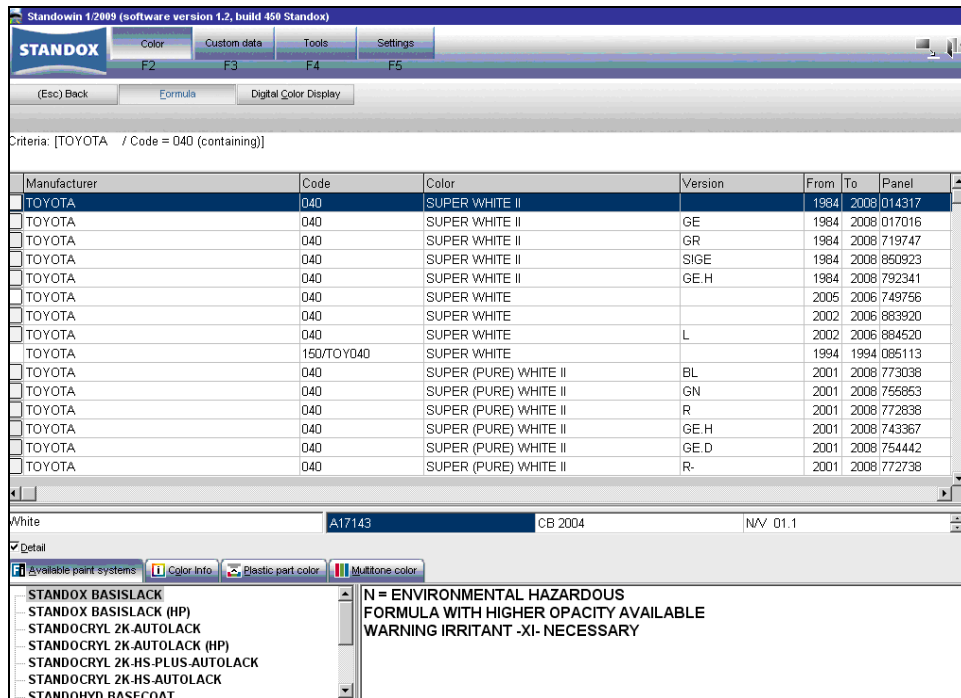 Standowin 1/2009 (software version 1.2, build 450 Standox)
STANDOX Color Custom data Tools Settings
F2 F3 F4 F5
(Esc) Back Formula Digital Color Display
Criteria: [TOYOTA / Code = 040 (containing)]
Manufacturer Code Color Version From To Panel
TOYOTA 040 SUPER WHITE II 1984 2008 014317
TOYOTA 040 SUPER WHITE II GE 1984 2008 017016
TOYOTA 040 SUPER WHITE II GR 1984 2008 719747
TOYOTA 040 SUPER WHITE II S!GE 1984 2008 850923
TOYOTA 040 SUPER WHITE II GE.H 1984 2008 792341
TOYOTA 040 SUPER WHITE 2005 2006 749756
TOYOTA 040 SUPER WHITE 2002 2006 883920
TOYOTA 040 SUPER WHITE L 2002 2006 884520
TOYOTA 150/TOY040 SUPER WHITE 1994 1994 085113
TOYOTA 040 SUPER (PURE) WHITE II BL 2001 2008 773038
TOYOTA 040 SUPER (PURE) WHITE II GN 2001 2008 755853
TOYOTA 040 SUPER (PURE) WHITE II R 2001 2008 772838
TOYOTA 040 SUPER (PURE) WHITE II GE.H 2001 2008 743367
TOYOTA 040 SUPER (PURE) WHITE II GE.D 2001 2008 754442
TOYOTA 040 SUPER (PURE) WHITE II R- 2001 2008 772738
White A17143 CB 2004 N/V 01.1
Detail
Available paint systems Color Info Plastic part color Multitone color
STANDOX BASISLACK
STANDOX BASISLACK (HP)
STANDOCRYL 2K-AUTOLACK
STANDOCRYL 2K-AUTOLACK (HP)
STANDOCRYL 2K-HS-PLUS-AUTOLACK
STANDOCRYL 2K-HS-AUTOLACK
STANDOHYD BASECOAT
N = ENVIRONMENTAL HAZARDOUS
FORMULA WITH HIGHER OPACITY AVAILABLE
WARNING IRRITANT -XI- NECESSARY